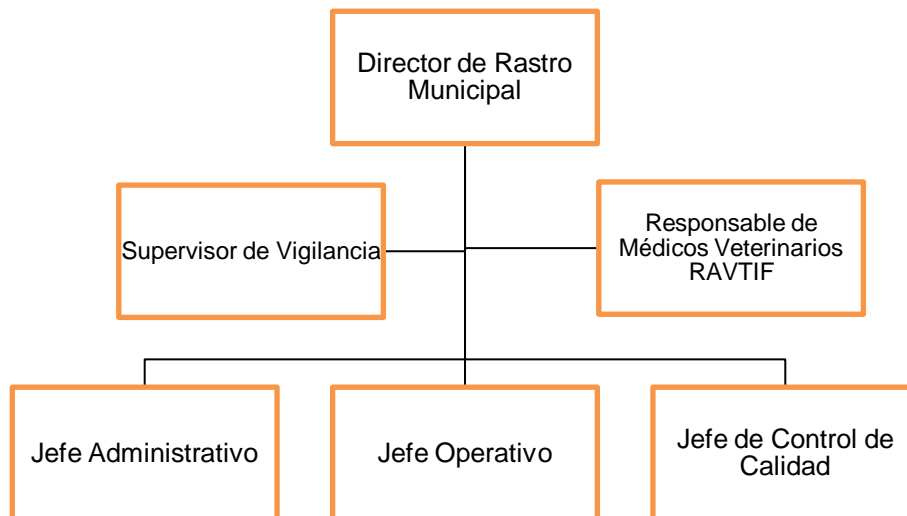 Director de Rastro
Municipal
Supervisor de Vigilancia
Responsable de
Médicos Veterinarios
RAVTIF
Jefe Administrativo
Jefe Operativo
Jefe de Control de
Calidad